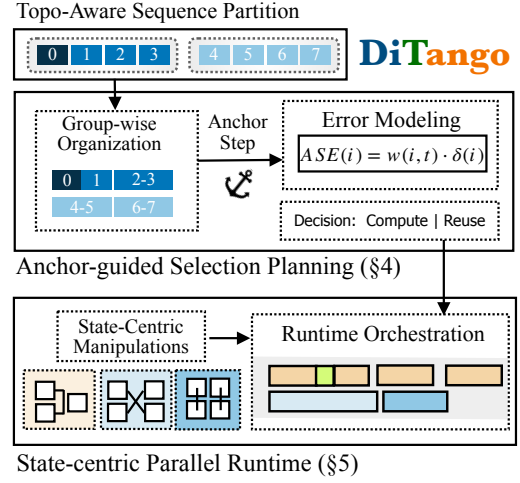 Topo-Aware Sequence Partition
0 1 2 3 4 5 6 7
DiTango
Group-wise
Organization
0 1 2-3
4-5 6-7
Anchor
Step
Error Modeling
ASE(i) = w(i, t) · δ(i)
Decision: Compute | Reuse
Anchor-guided Selection Planning (§4)
State-Centric
Manipulations
Runtime Orchestration
State-centric Parallel Runtime (§5)